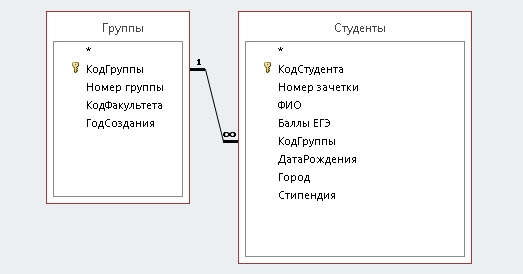 Группы
*
КодГруппы
Номер группы
КодФакультета
ГодСоздания
1
∞
Студенты
*
КодСтудента
Номер зачетки
ФИО
Баллы ЕГЭ
КодГруппы
ДатаРождения
Город
Стипендия